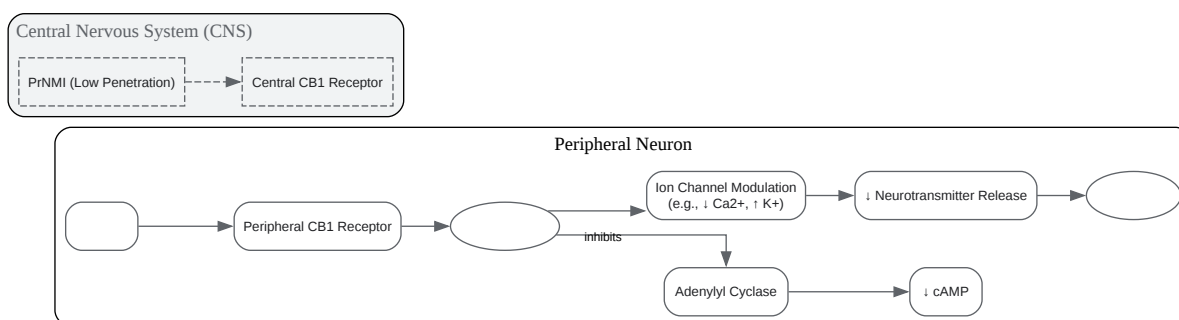 Central Nervous System (CNS)
PrNMI (Low Penetration)
Central CB1 Receptor
Peripheral Neuron
Peripheral CB1 Receptor
Ion Channel Modulation
(e.g., ↓ Ca2+, ↑ K+)
↓ Neurotransmitter Release
inhibits
Adenylyl Cyclase
↓ cAMP